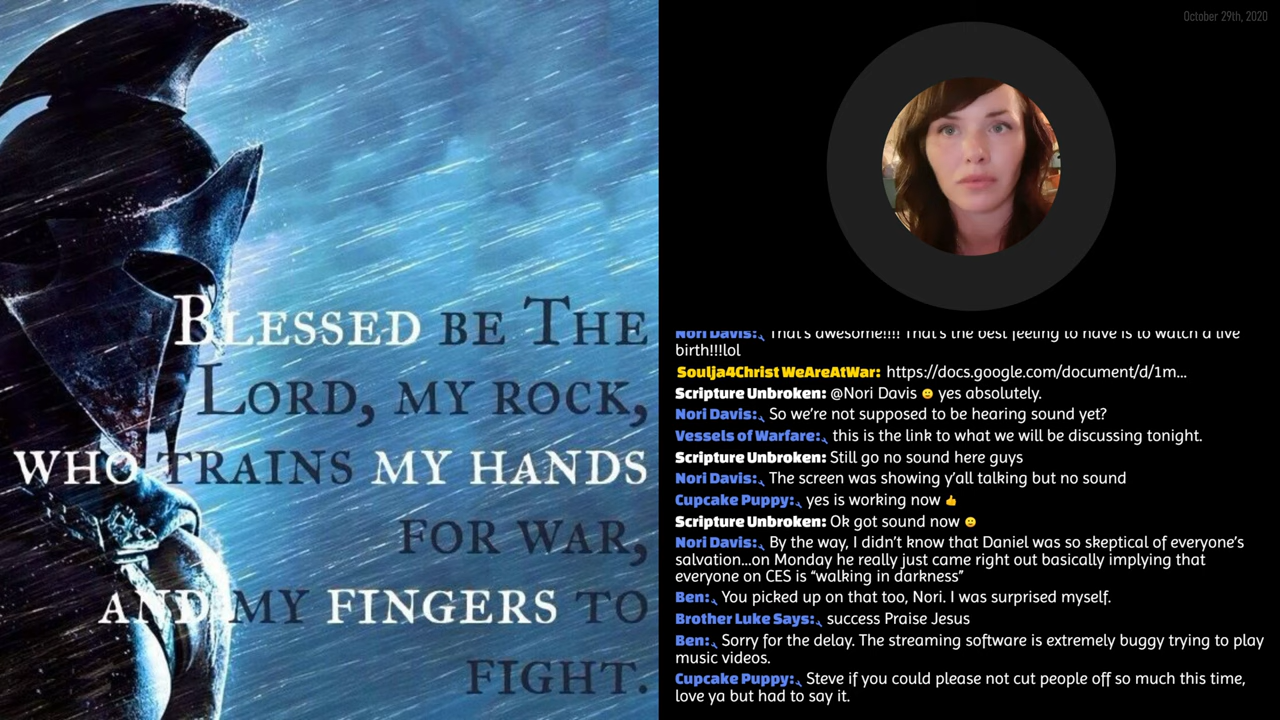 BLESSED BE THE
LORD, MY ROCK,
WHO TRAINS MY HANDS
FOR WAR,
AND MY FINGERS TO
FIGHT.
October 29th, 2020
Nori Davis: That's awesome!!!! That's the best feeling to have is to watch a live
birth!!!lol
Soulja4Christ WeAreAtWar: https://docs.google.com/document/d/1m...
Scripture Unbroken: @Nori Davis 🙂 yes absolutely.
Nori Davis: So we're not supposed to be hearing sound yet?
Vessels of Warfare: this is the link to what we will be discussing tonight.
Scripture Unbroken: Still go no sound here guys
Nori Davis: The screen was showing y'all talking but no sound
Cupcake Puppy: yes is working now 👍
Scripture Unbroken: Ok got sound now 🙂
Nori Davis: By the way, I didn't know that Daniel was so skeptical of everyone's
salvation...on Monday he really just came right out basically implying that
everyone on CES is “walking in darkness”
Ben: You picked up on that too, Nori. I was surprised myself.
Brother Luke Says: success Praise Jesus
Ben: Sorry for the delay. The streaming software is extremely buggy trying to play
music videos.
Cupcake Puppy: Steve if you could please not cut people off so much this time,
love ya but had to say it.